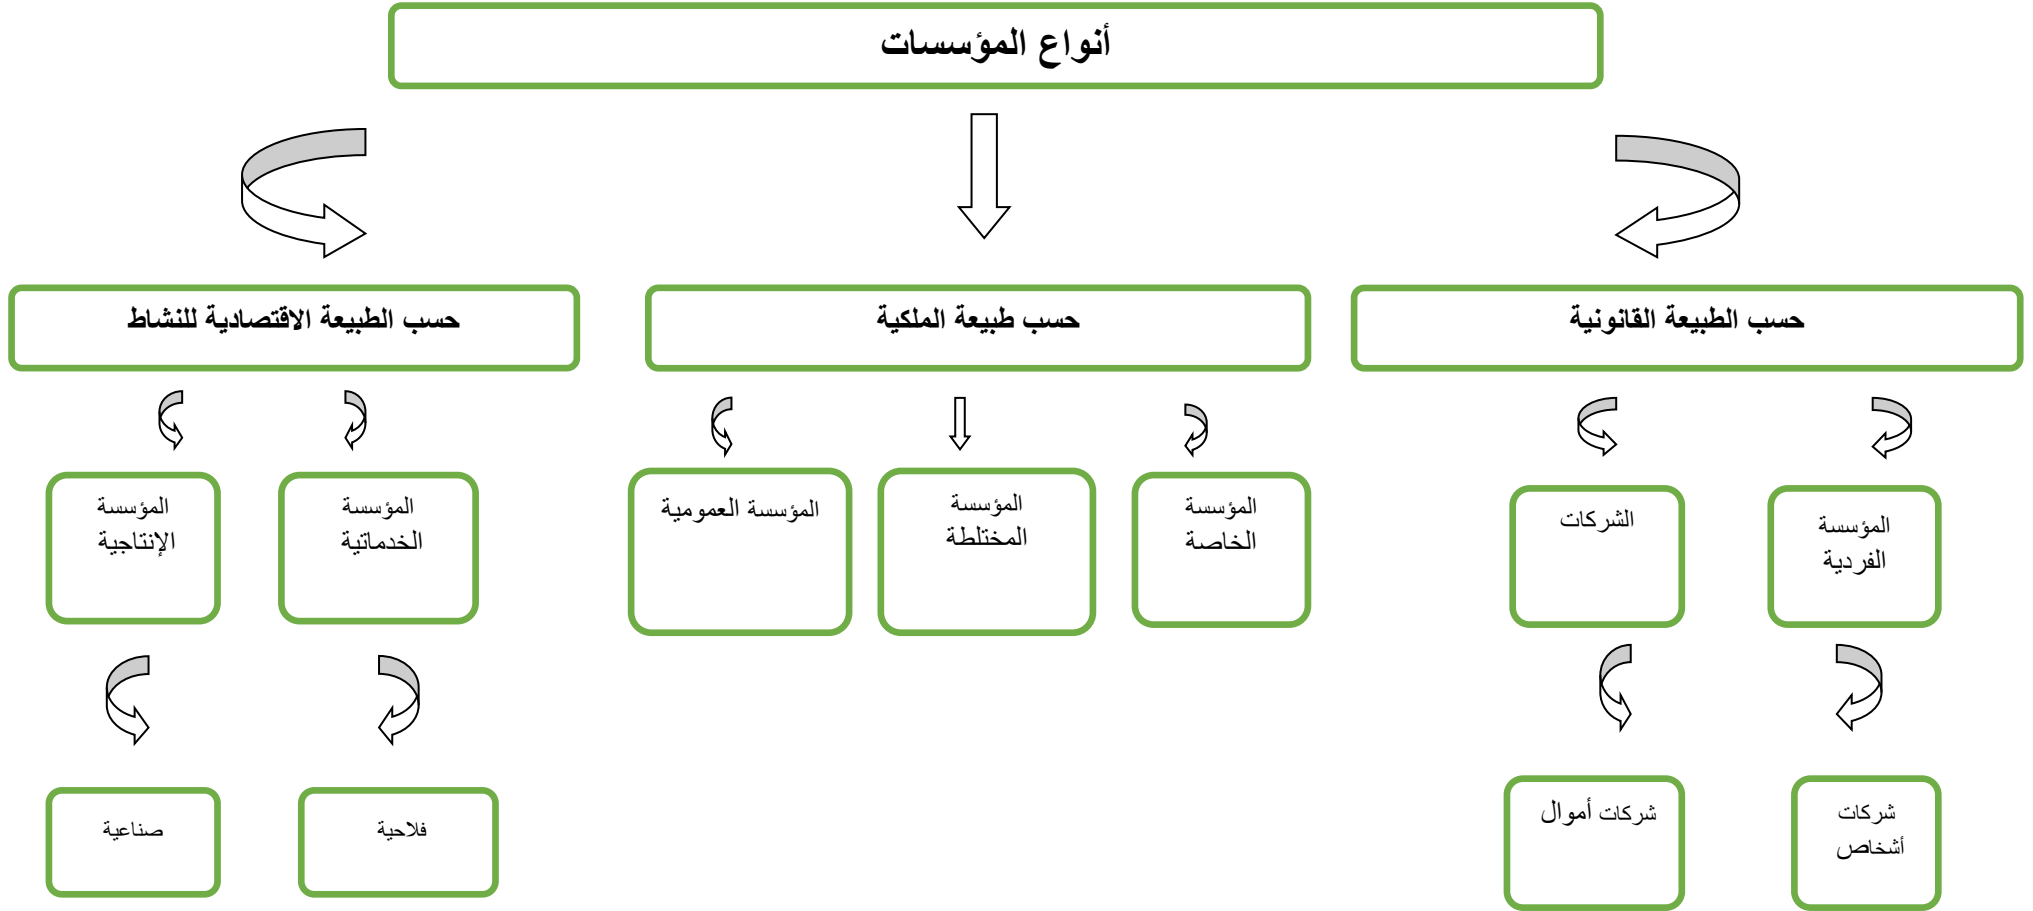 أنواع المؤسسات
حسب الطبيعة القانونية
حسب طبيعة الملكية
حسب الطبيعة الاقتصادية للنشاط
المؤسسة
الفردية
الشركات
المؤسسة
الخاصة
المؤسسة
المختلطة
المؤسسة العمومية
المؤسسة
الخدماتية
المؤسسة
الإنتاجية
شركات
أشخاص
شركات أموال
فلاحية
صناعية